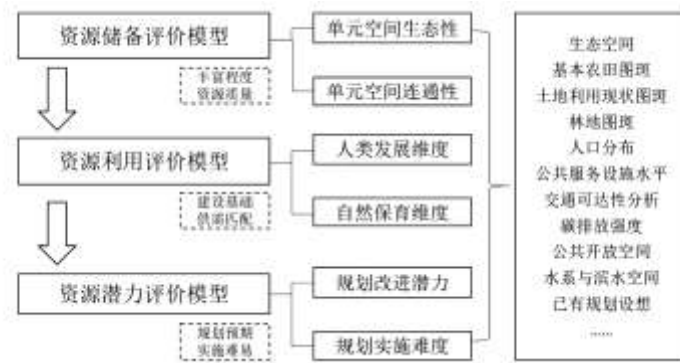 资源储备评价模型
丰富程度
资源质量
单元空间生态性
单元空间连通性
资源利用评价模型
建设基础
供需匹配
人类发展维度
自然保育维度
资源潜力评价模型
规划预期
实施难易
规划改进潜力
规划实施难度
生态空间
基本农田图斑
土地利用现状图斑
林地图斑
人口分布
公共服务设施水平
交通可达性分析
碳排放强度
公共开放空间
水系与滨水空间
已有规划设想
……